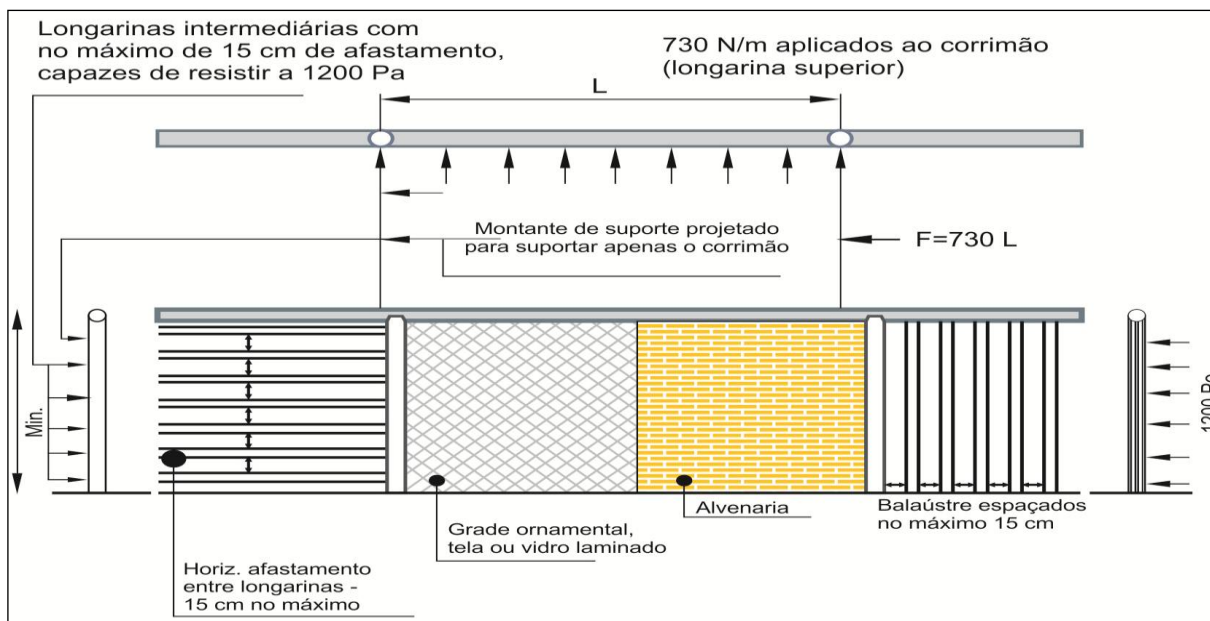 Longarinas intermediárias com
no máximo de 15 cm de afastamento,
capazes de resistir a 1200 Pa
730 N/m aplicados ao corrimão
(longarina superior)
L
Montante de suporte projetado
para suportar apenas o corrimão
F=730 L
Min.
1200 Pa
Alvenaria
Balaústre espaçados
no máximo 15 cm
Grade ornamental,
tela ou vidro laminado
Horiz. afastamento
entre longarinas -
15 cm no máximo